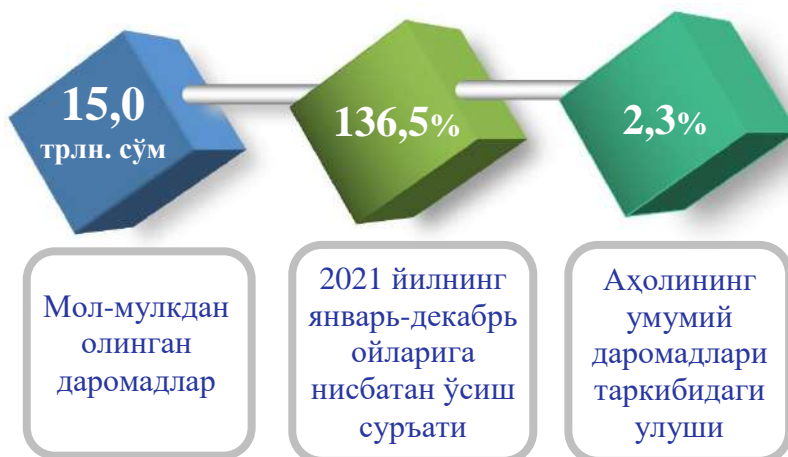 15,0
трлн. сўм
136,5%
2,3%
Мол-мулкдан
олинган
даромадлар
2021 йилнинг
январь-декабрь
ойларига
нисбатан ўсиш
суръати
Аҳолининг
умумий
даромадлари
таркибидаги
улуши